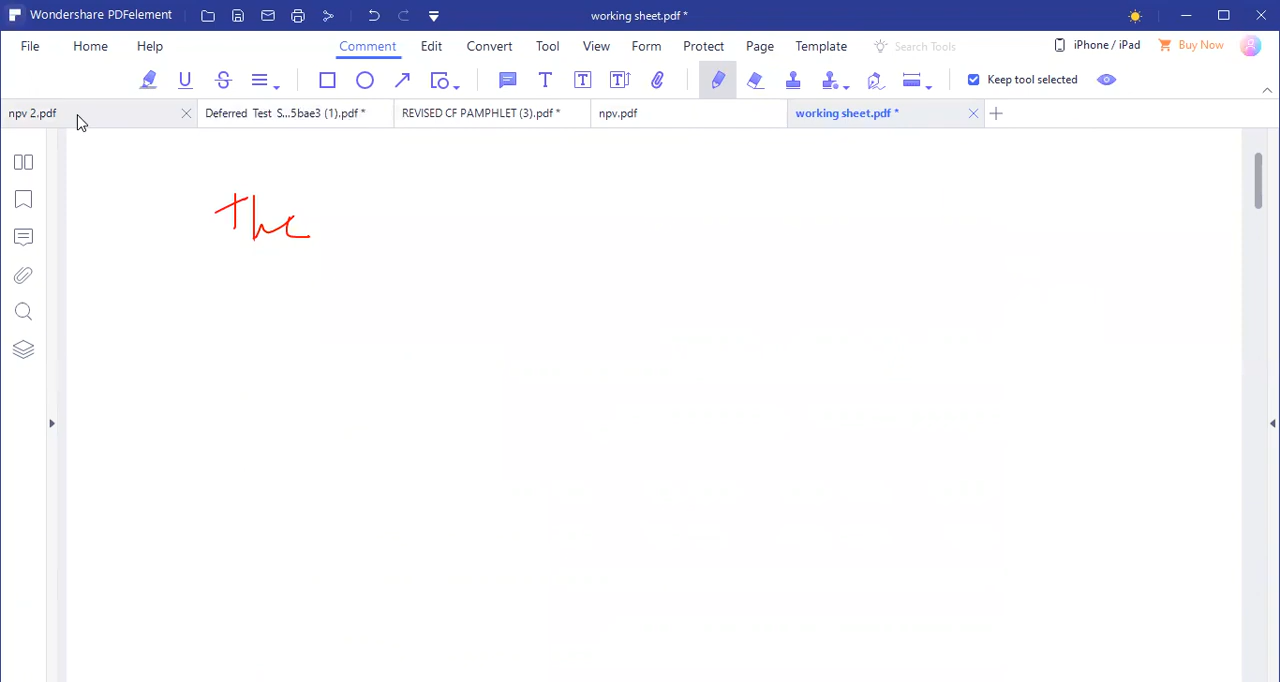 Wondershare PDFelement
working sheet.pdf *
File Home Help Comment Edit Convert Tool View Form Protect Page Template Search Tools iPhone / iPad Buy Now
Keep tool selected
npv 2.pdf Deferred Test S...5bae3 (1).pdf * REVISED CF PAMPHLET (3).pdf * npv.pdf working sheet.pdf *
the